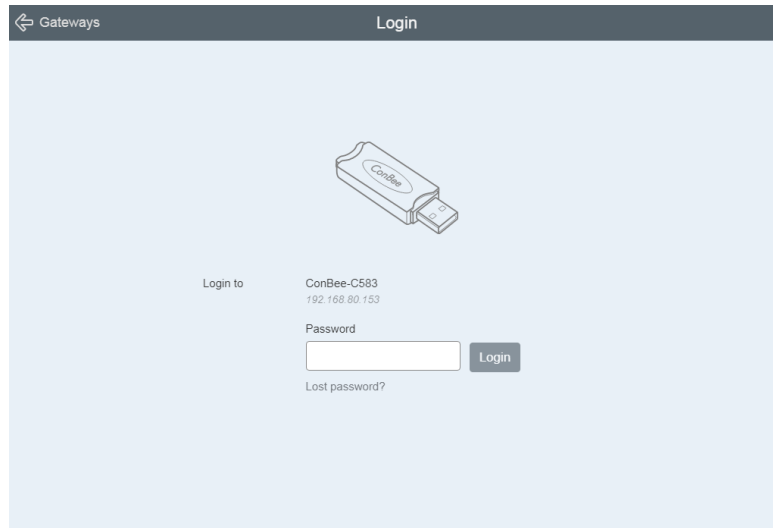 Gateways
Login
ConBee
Login to
ConBee-C583
192.168.80.153
Password
Login
Lost password?